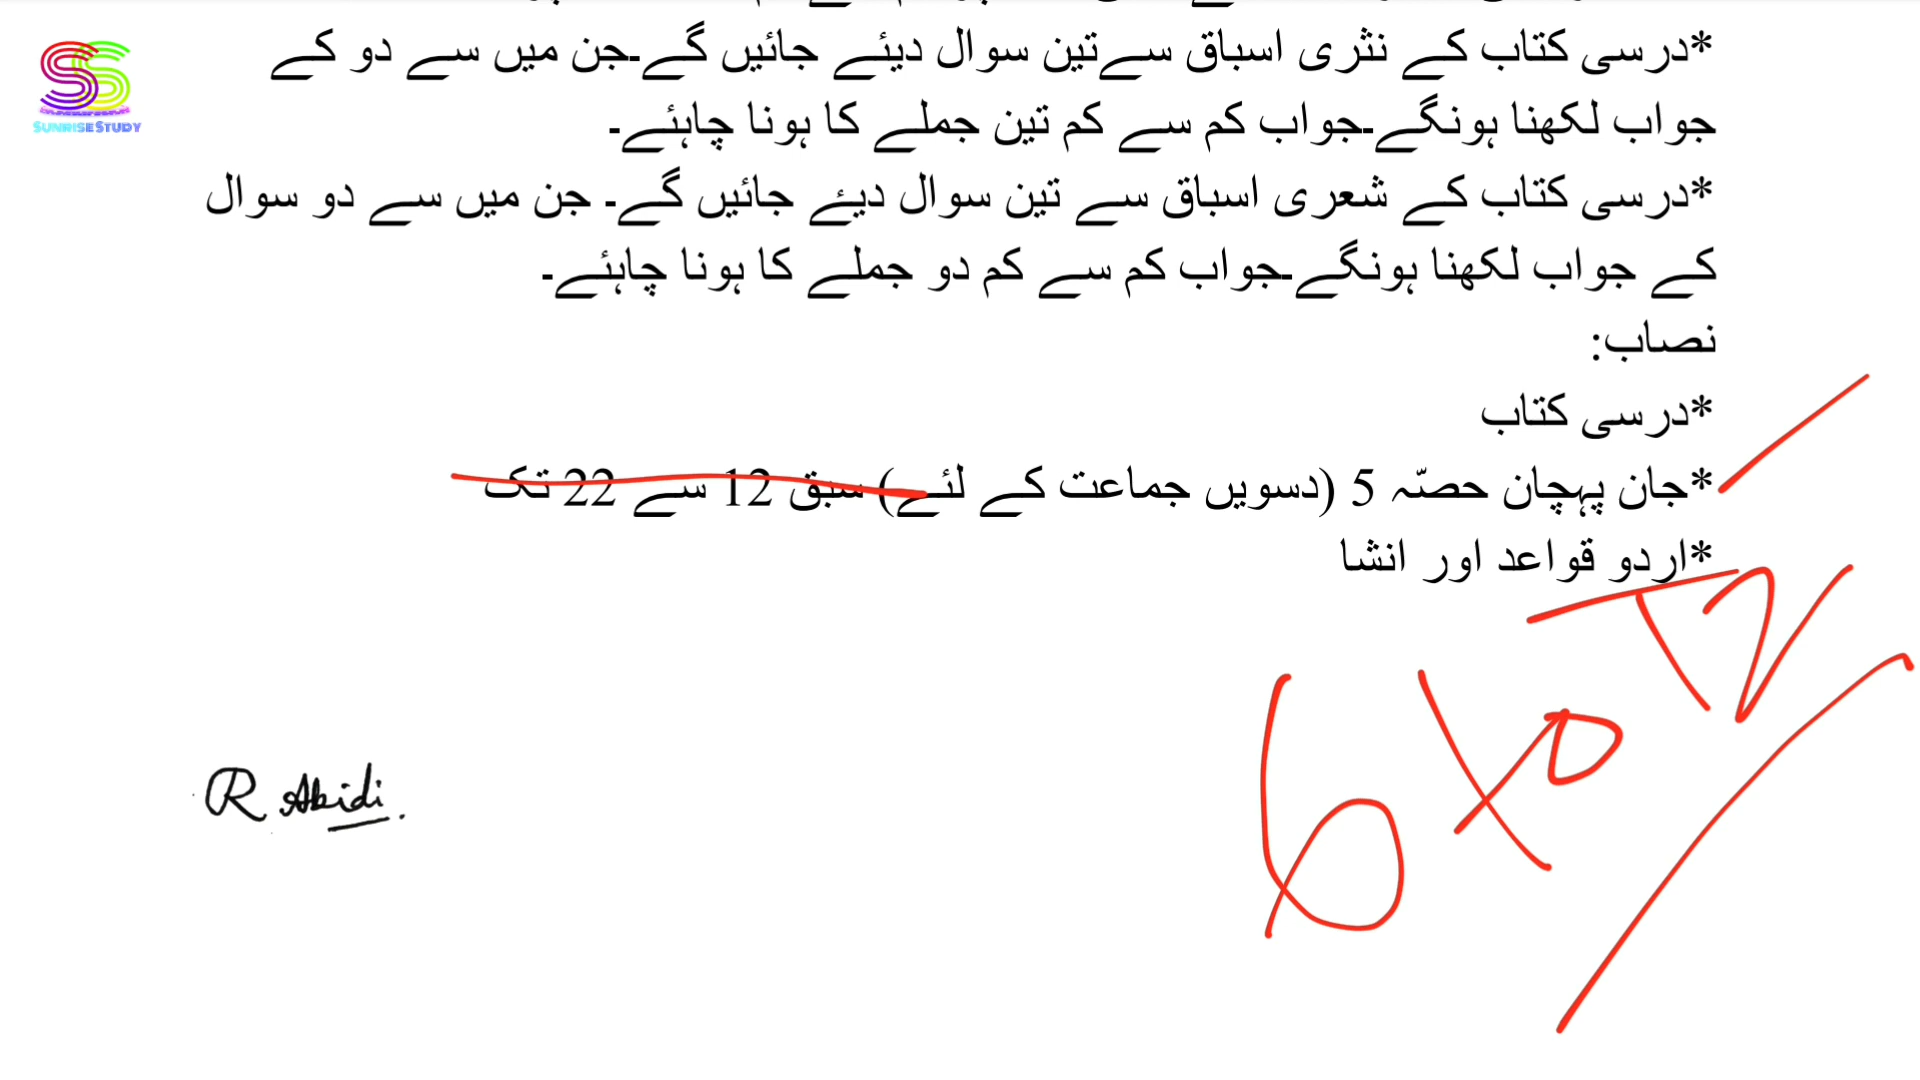 *درسی کتاب کے نثری اسباق سےتین سوال دیئے جائیں گے۔جن میں سے دو کے
جواب لکھنا ہونگے۔جواب کم سے کم تین جملے کا ہونا چاہئے۔
*درسی کتاب کے شعری اسباق سے تین سوال دیئے جائیں گے۔ جن میں سے دو سوال
کے جواب لکھنا ہونگے۔جواب کم سے کم دو جملے کا ہونا چاہئے۔
نصاب:
*درسی کتاب
*جان پہچان حصّہ 5 (دسویں جماعت کے لئے) سبق 12 سے 22 تک
*اردو قواعد اور انشا
6 to 12
R Abidi.
SS
SUNRISESTUDY